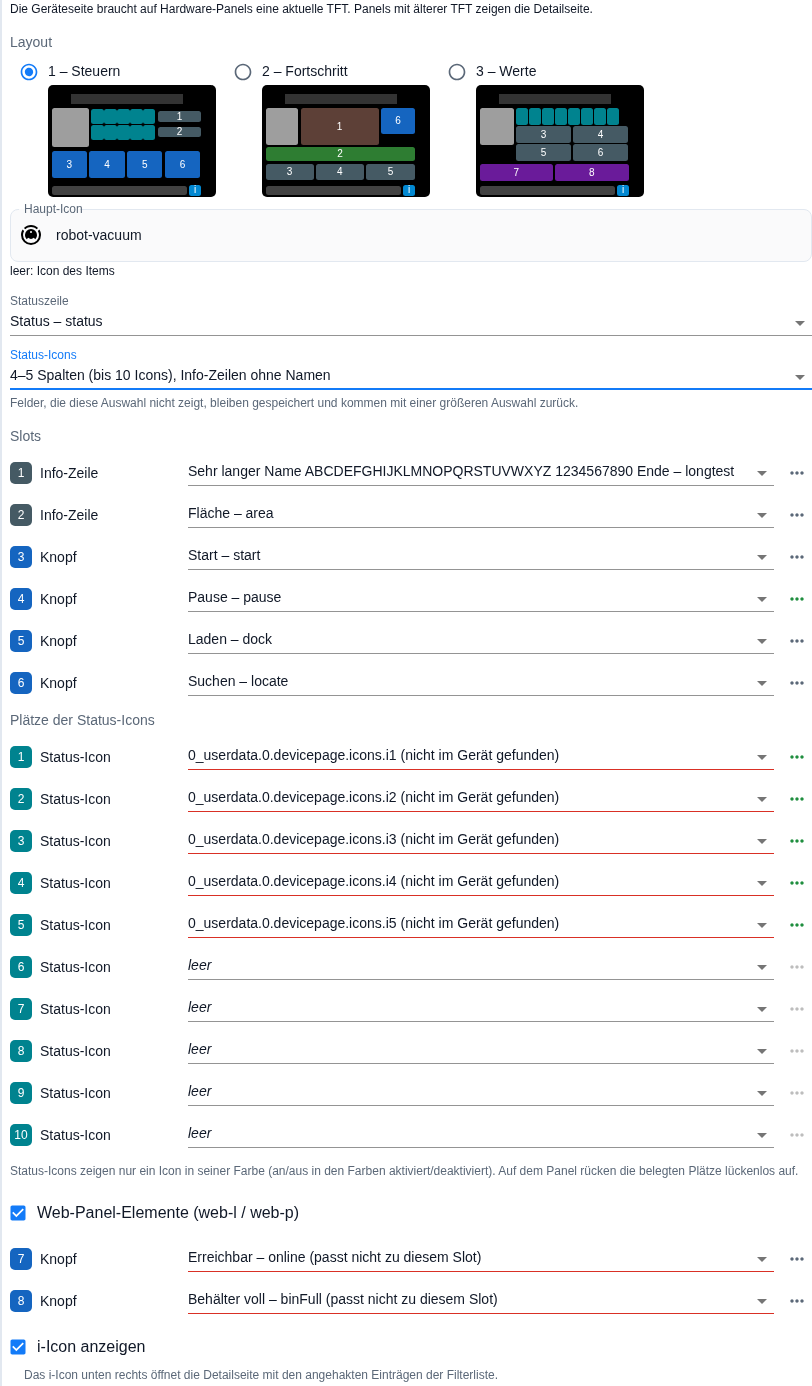 Die Geräteseite braucht auf Hardware-Panels eine aktuelle TFT. Panels mit älterer TFT zeigen die Detailseite.
Layout
1 – Steuern 2 – Fortschritt 3 – Werte
1
2
3 4 5 6
i
1 6
2
3 4 5
i
3 4
5 6
7 8
i
Haupt-Icon
robot-vacuum
leer: Icon des Items
Statuszeile
Status – status
Status-Icons
4–5 Spalten (bis 10 Icons), Info-Zeilen ohne Namen
Felder, die diese Auswahl nicht zeigt, bleiben gespeichert und kommen mit einer größeren Auswahl zurück.
Slots
1 Info-Zeile Sehr langer Name ABCDEFGHIJKLMNOPQRSTUVWXYZ 1234567890 Ende – longtest
2 Info-Zeile Fläche – area
3 Knopf Start – start
4 Knopf Pause – pause
5 Knopf Laden – dock
6 Knopf Suchen – locate
Plätze der Status-Icons
1 Status-Icon 0_userdata.0.devicepage.icons.i1 (nicht im Gerät gefunden)
2 Status-Icon 0_userdata.0.devicepage.icons.i2 (nicht im Gerät gefunden)
3 Status-Icon 0_userdata.0.devicepage.icons.i3 (nicht im Gerät gefunden)
4 Status-Icon 0_userdata.0.devicepage.icons.i4 (nicht im Gerät gefunden)
5 Status-Icon 0_userdata.0.devicepage.icons.i5 (nicht im Gerät gefunden)
6 Status-Icon leer
7 Status-Icon leer
8 Status-Icon leer
9 Status-Icon leer
10 Status-Icon leer
Status-Icons zeigen nur ein Icon in seiner Farbe (an/aus in den Farben aktiviert/deaktiviert). Auf dem Panel rücken die belegten Plätze lückenlos auf.
Web-Panel-Elemente (web-l / web-p)
7 Knopf Erreichbar – online (passt nicht zu diesem Slot)
8 Knopf Behälter voll – binFull (passt nicht zu diesem Slot)
i-Icon anzeigen
Das i-Icon unten rechts öffnet die Detailseite mit den angehakten Einträgen der Filterliste.